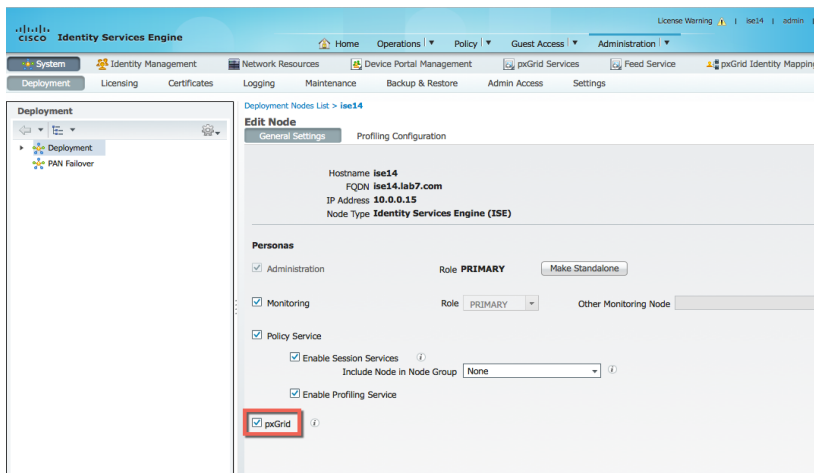 License Warning | ise14 | admin
CISCO Identity Services Engine
Home Operations Policy Guest Access Administration
System Identity Management Network Resources Device Portal Management pxGrid Services Feed Service pxGrid Identity Mapping
Deployment Licensing Certificates Logging Maintenance Backup & Restore Admin Access Settings
Deployment
Deployment
PAN Failover
Deployment Nodes List > ise14
Edit Node
General Settings Profiling Configuration
Hostname ise14
FQDN ise14.lab7.com
IP Address 10.0.0.15
Node Type Identity Services Engine (ISE)
Personas
Administration Role PRIMARY Make Standalone
Monitoring Role PRIMARY Other Monitoring Node
Policy Service
Enable Session Services
Include Node in Node Group None
Enable Profiling Service
pxGrid